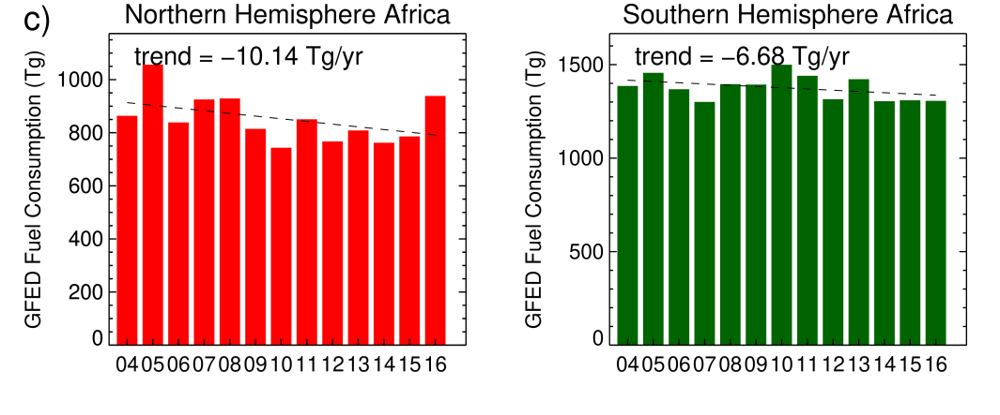 c)
Northern Hemisphere Africa
trend = −10.14 Tg/yr
GFED Fuel Consumption (Tg)
1000
800
600
400
200
0
04 05 06 07 08 09 10 11 12 13 14 15 16
Southern Hemisphere Africa
trend = −6.68 Tg/yr
GFED Fuel Consumption (Tg)
1500
1000
500
0
04 05 06 07 08 09 10 11 12 13 14 15 16